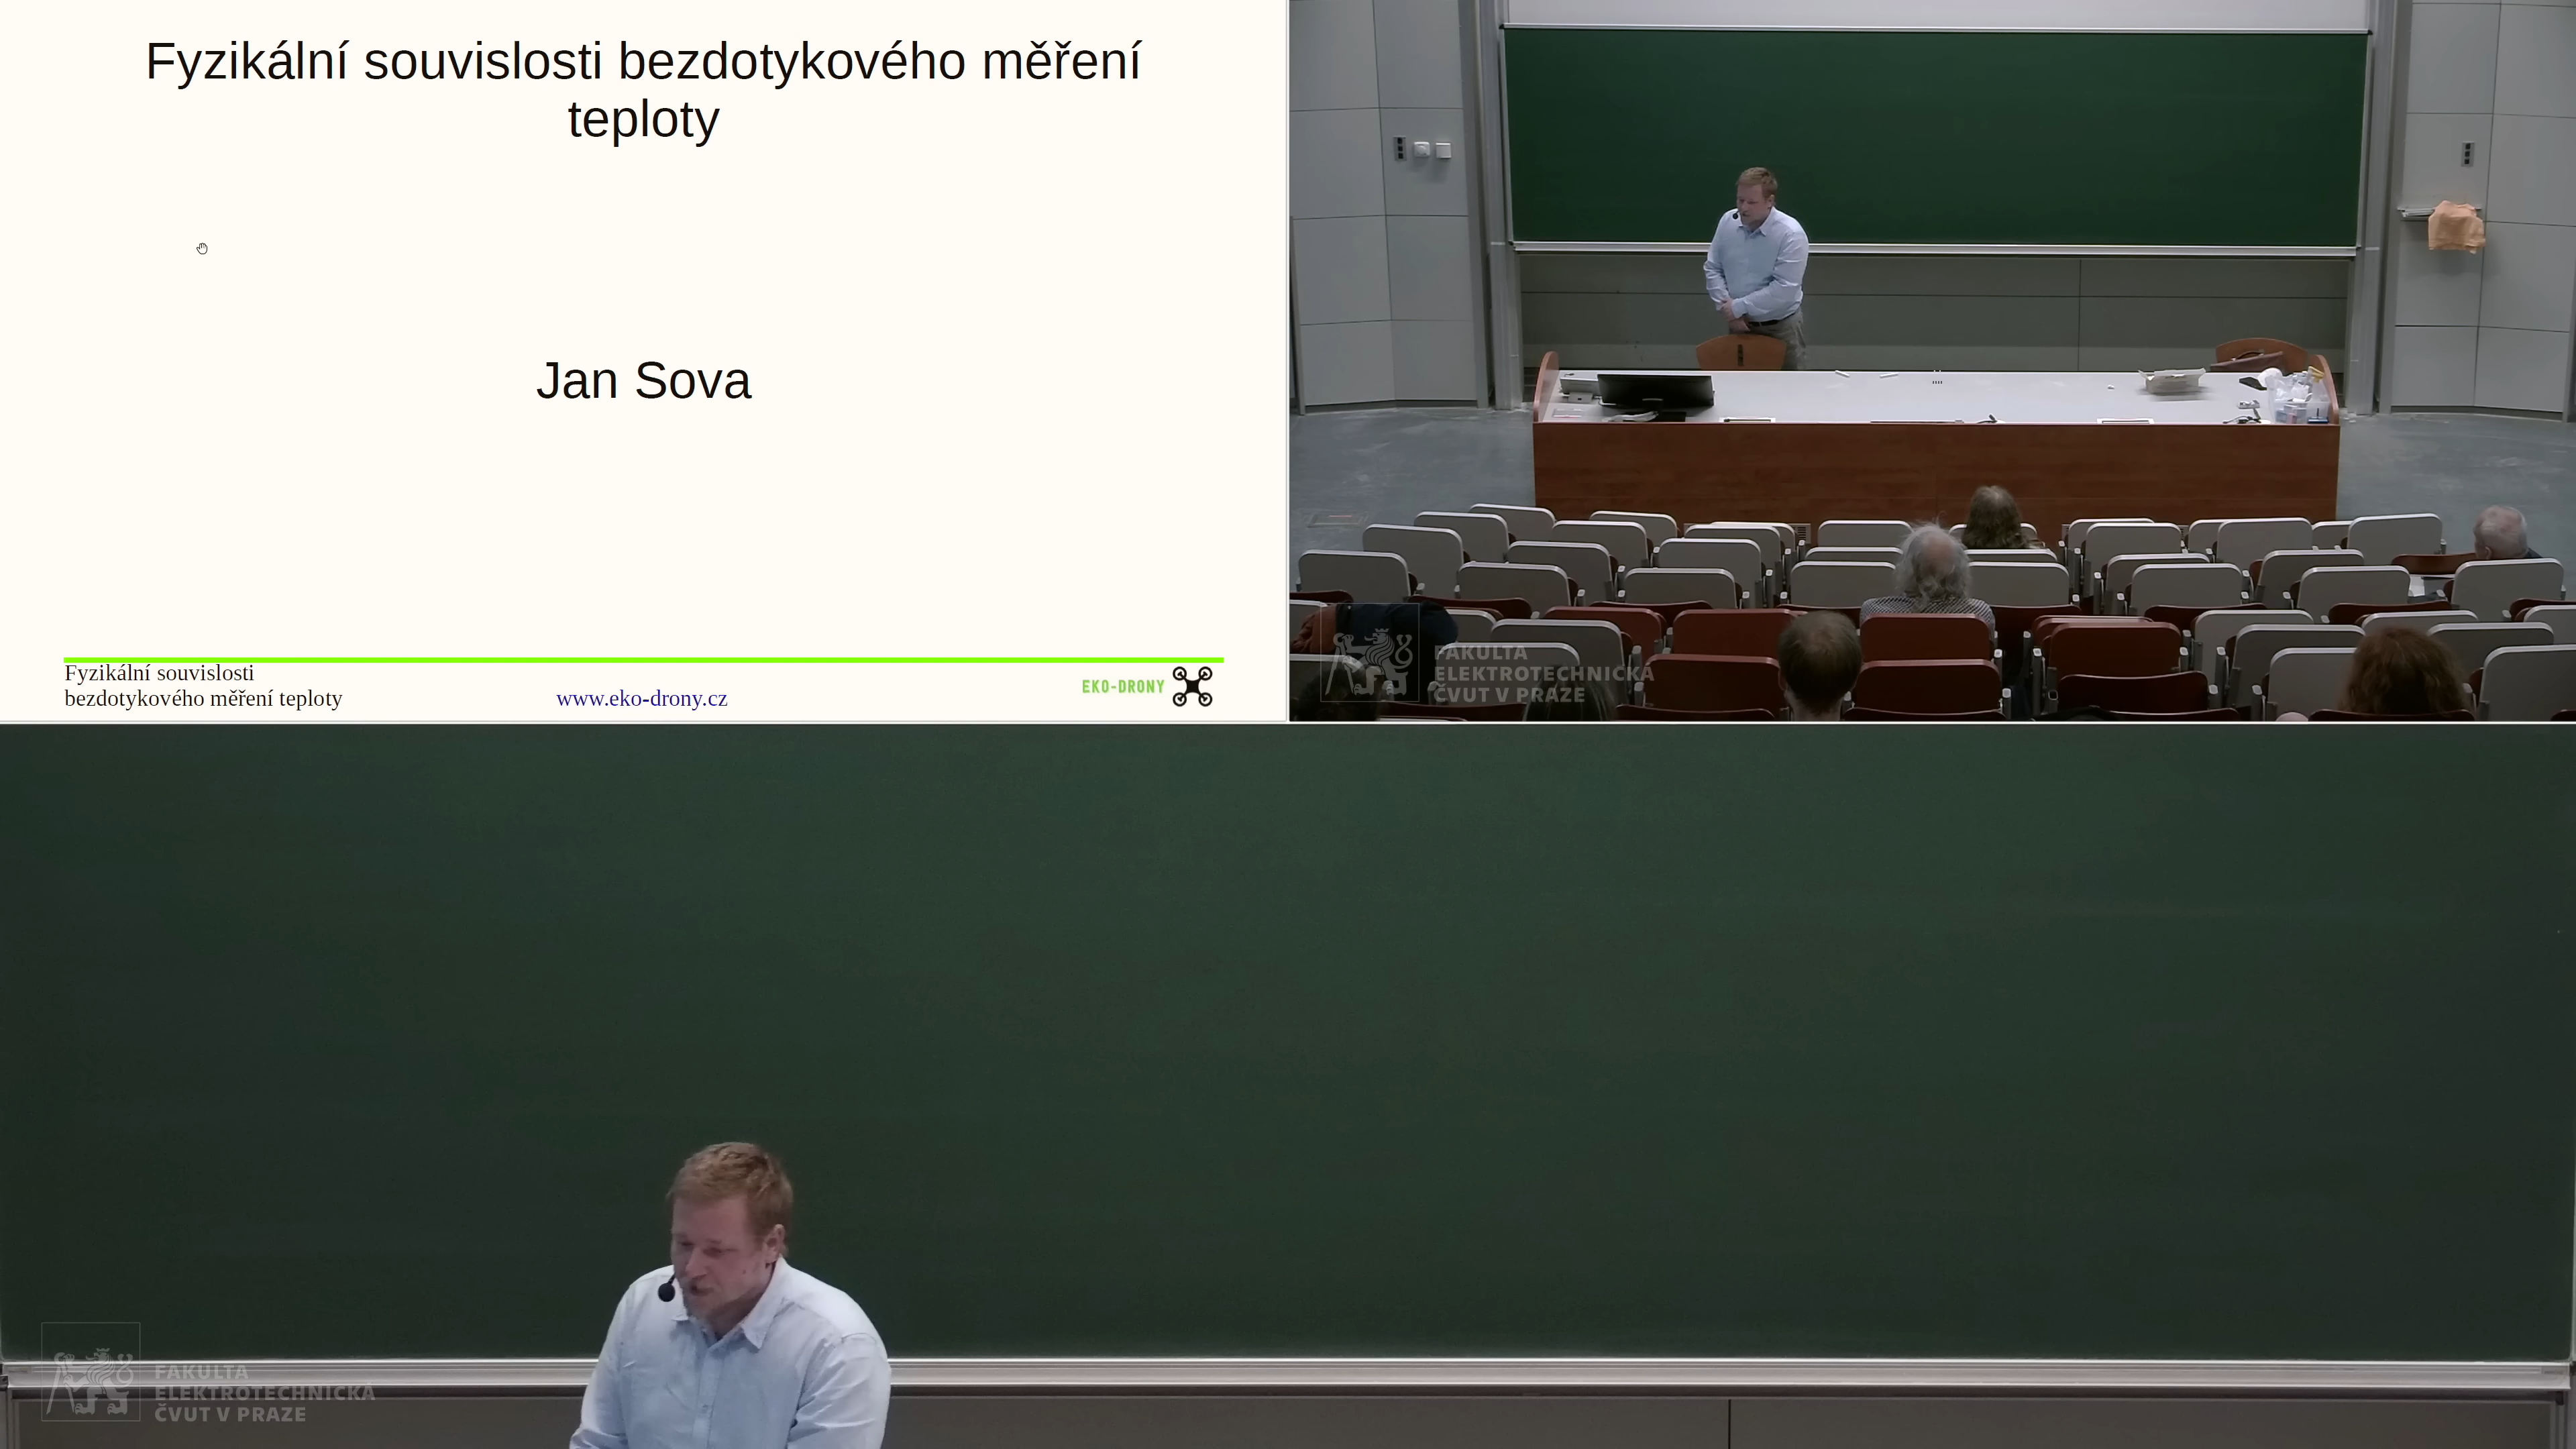 Fyzikální souvislosti bezdotykového měření
teploty
Jan Sova
Fyzikální souvislosti
bezdotykového měření teploty
www.eko-drony.cz
EKO-DRONY
FAKULTA
ELEKTROTECHNICKÁ
ČVUT V PRAZE
FAKULTA
ELEKTROTECHNICKÁ
ČVUT V PRAZE